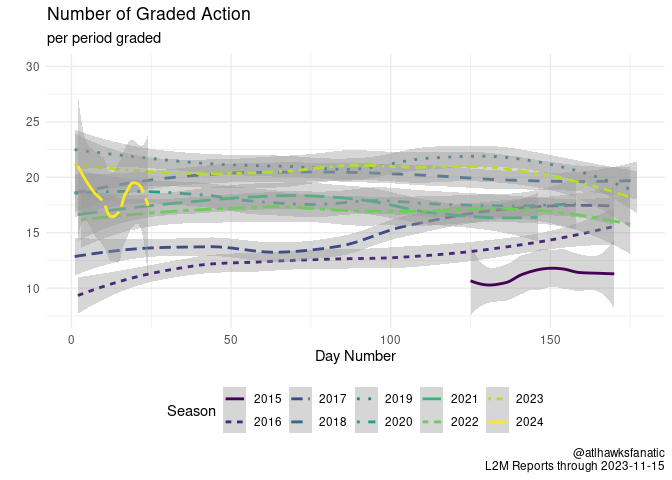 Number of Graded Action
per period graded
30
25
20
15
10
0 50 100 150
Day Number
Season
2015 2017 2019 2021 2023
2016 2018 2020 2022 2024
@atlhawksfanatic
L2M Reports through 2023-11-15